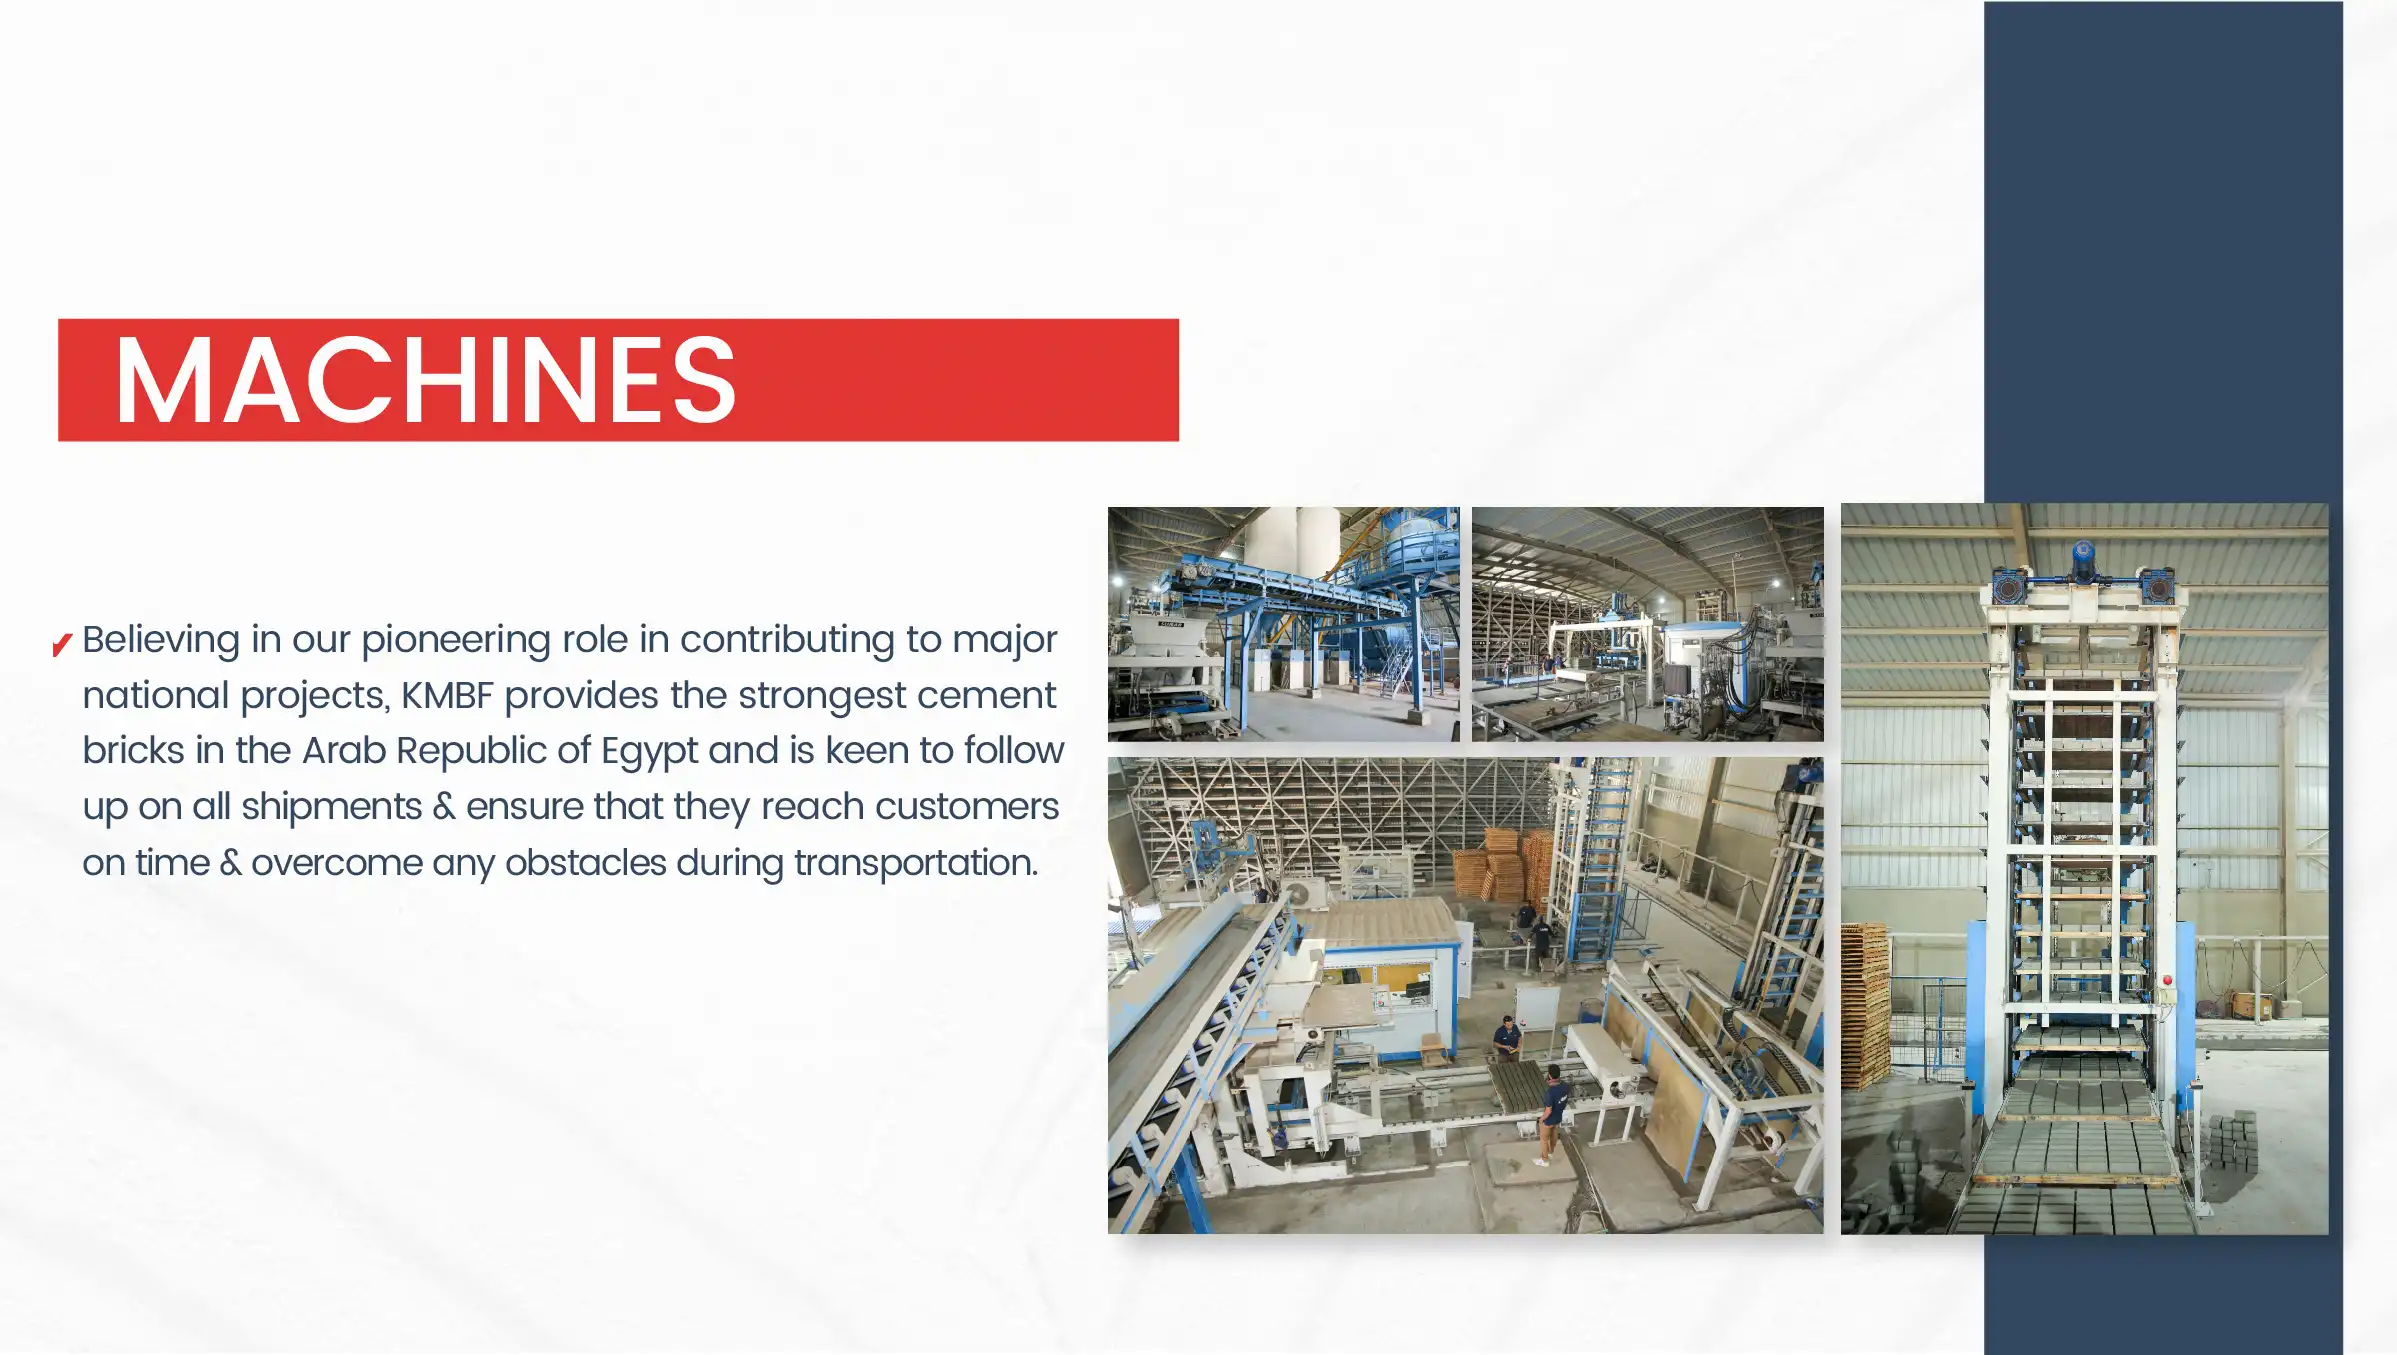 MACHINES
Believing in our pioneering role in contributing to major
national projects, KMBF provides the strongest cement
bricks in the Arab Republic of Egypt and is keen to follow
up on all shipments & ensure that they reach customers
on time & overcome any obstacles during transportation.